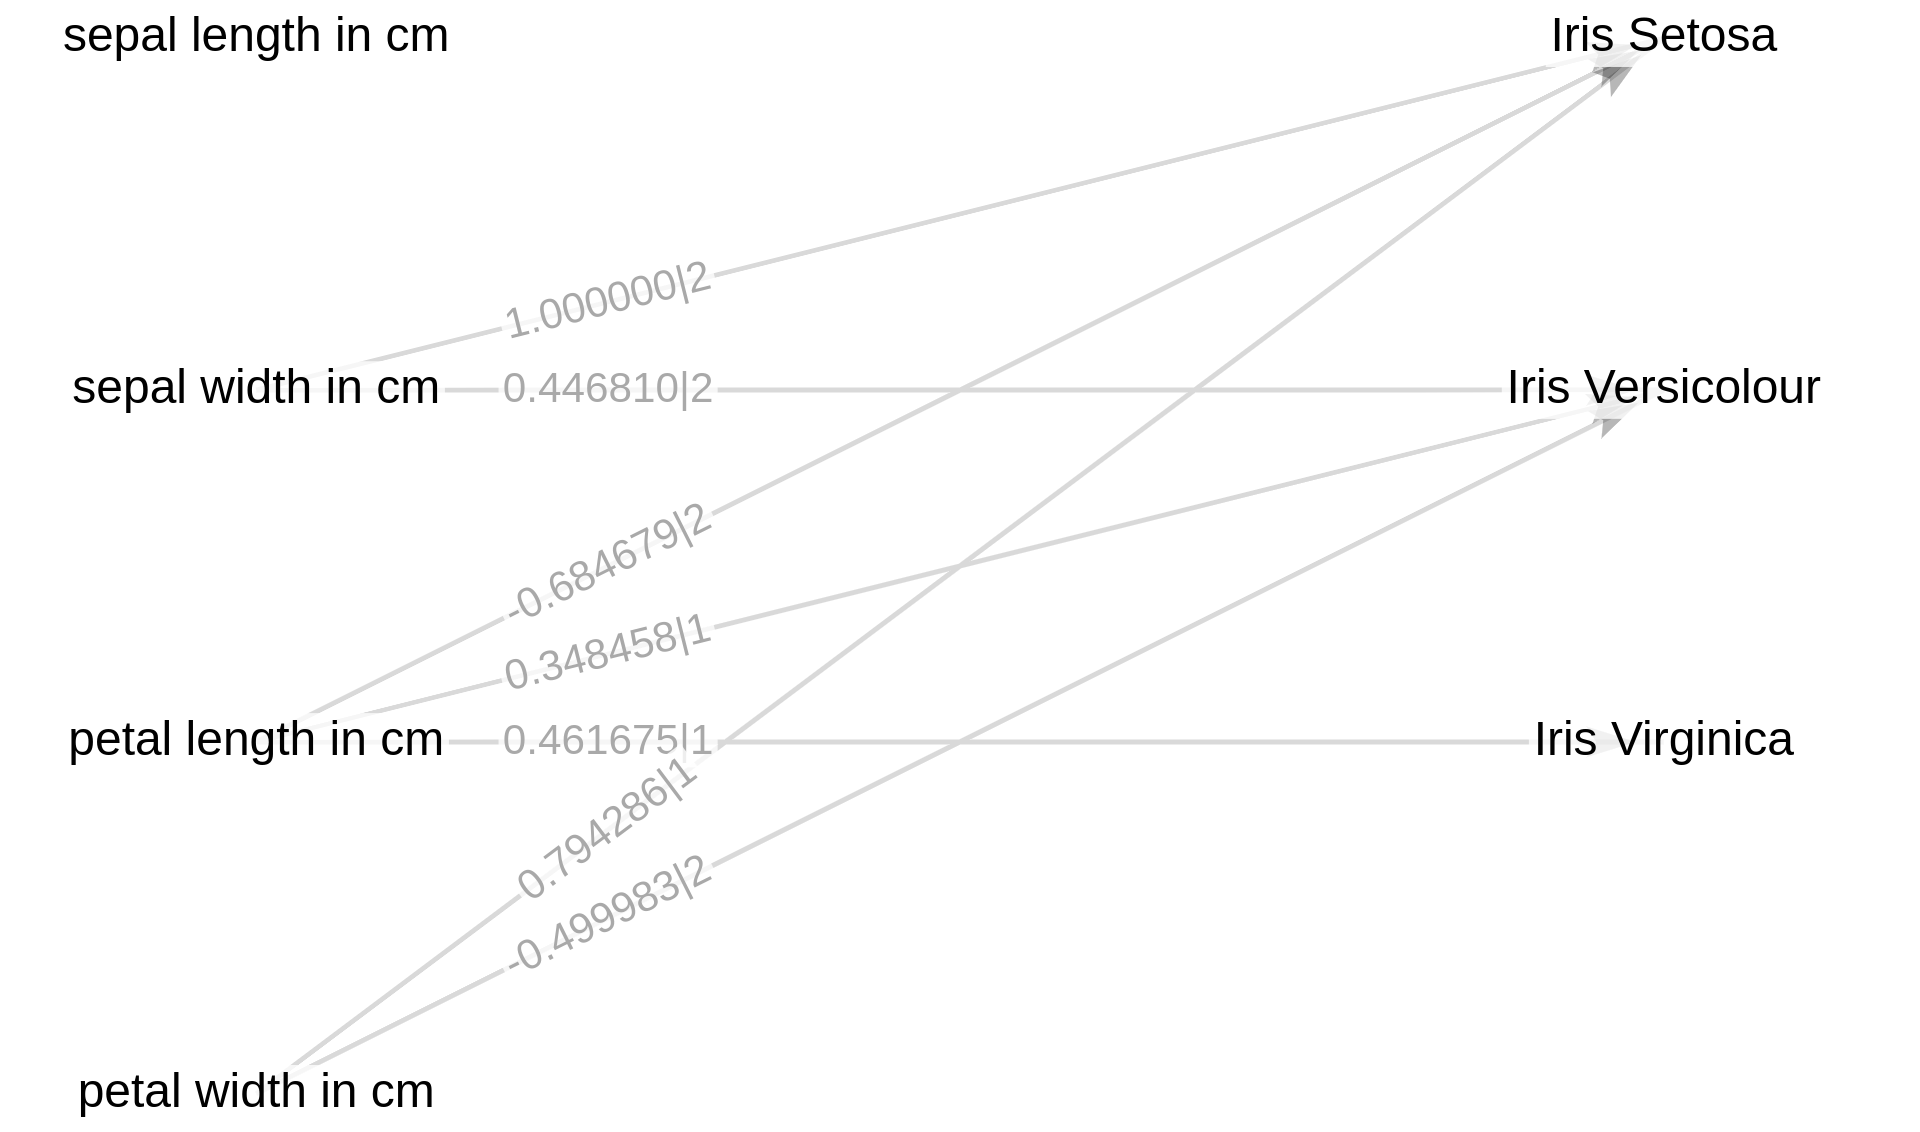 sepal length in cm
Iris Setosa
1.000000|2
sepal width in cm
0.446810|2
Iris Versicolour
-0.684679|2
0.348458|1
petal length in cm
0.461675|1
Iris Virginica
0.794286|1
-0.499983|2
petal width in cm